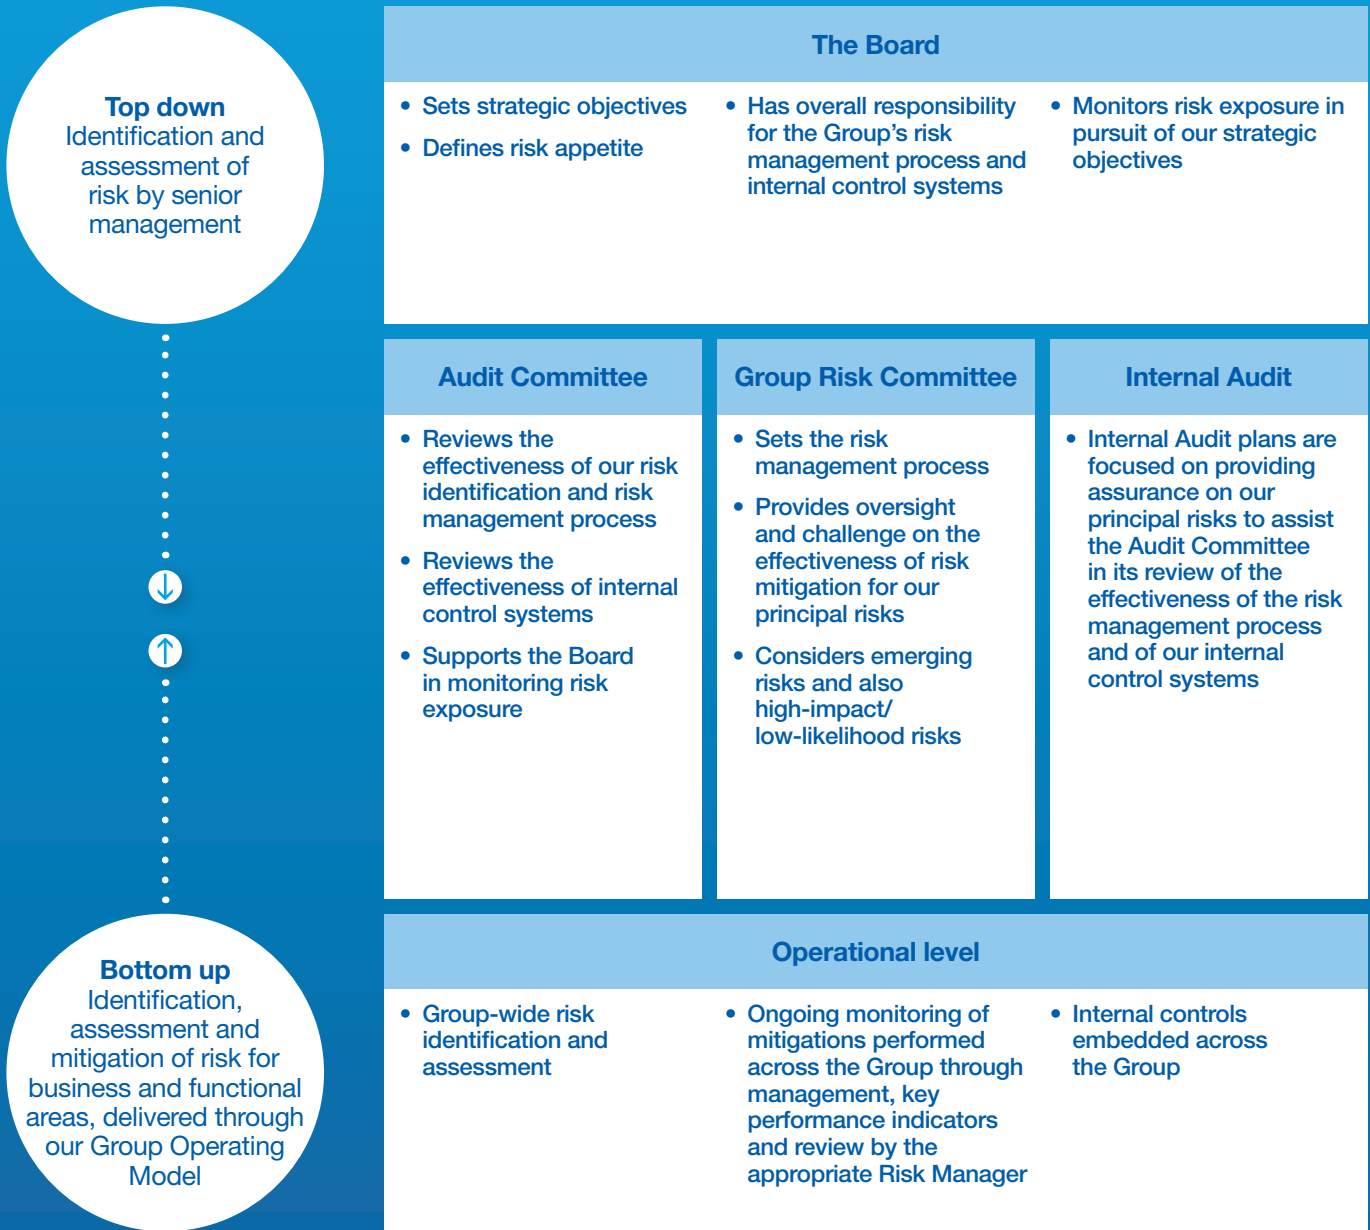 Top down
Identification and
assessment of
risk by senior
management
The Board
• Sets strategic objectives
• Defines risk appetite
• Has overall responsibility
for the Group’s risk
management process and
internal control systems
• Monitors risk exposure in
pursuit of our strategic
objectives
Audit Committee
• Reviews the
effectiveness of our risk
identification and risk
management process
• Reviews the
effectiveness of internal
control systems
• Supports the Board
in monitoring risk
exposure
Group Risk Committee
• Sets the risk
management process
• Provides oversight
and challenge on the
effectiveness of risk
mitigation for our
principal risks
• Considers emerging
risks and also
high-impact/
low-likelihood risks
Internal Audit
• Internal Audit plans are
focused on providing
assurance on our
principal risks to assist
the Audit Committee
in its review of the
effectiveness of the risk
management process
and of our internal
control systems
Bottom up
Identification,
assessment and
mitigation of risk for
business and functional
areas, delivered through
our Group Operating
Model
Operational level
• Group-wide risk
identification and
assessment
• Ongoing monitoring of
mitigations performed
across the Group through
management, key
performance indicators
and review by the
appropriate Risk Manager
• Internal controls
embedded across
the Group